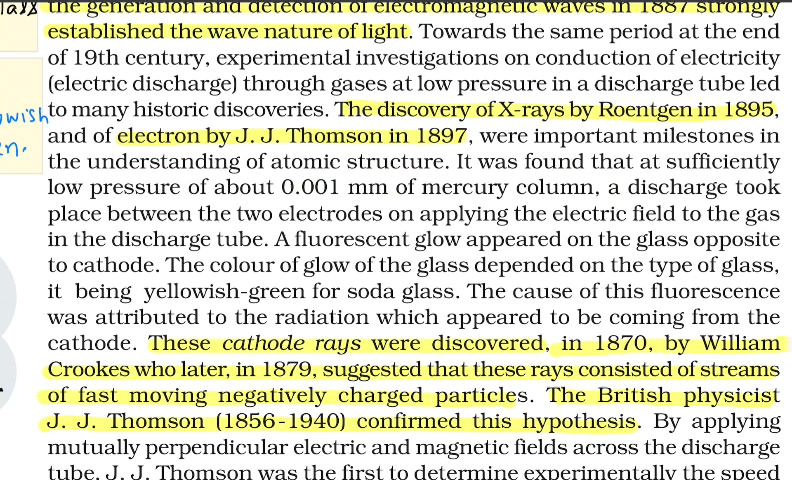 the generation and detection of electromagnetic waves in 1887 strongly
established the wave nature of light. Towards the same period at the end
of 19th century, experimental investigations on conduction of electricity
(electric discharge) through gases at low pressure in a discharge tube led
to many historic discoveries. The discovery of X-rays by Roentgen in 1895,
and of electron by J. J. Thomson in 1897, were important milestones in
the understanding of atomic structure. It was found that at sufficiently
low pressure of about 0.001 mm of mercury column, a discharge took
place between the two electrodes on applying the electric field to the gas
in the discharge tube. A fluorescent glow appeared on the glass opposite
to cathode. The colour of glow of the glass depended on the type of glass,
it being yellowish-green for soda glass. The cause of this fluorescence
was attributed to the radiation which appeared to be coming from the
cathode. These cathode rays were discovered, in 1870, by William
Crookes who later, in 1879, suggested that these rays consisted of streams
of fast moving negatively charged particles. The British physicist
J. J. Thomson (1856-1940) confirmed this hypothesis. By applying
mutually perpendicular electric and magnetic fields across the discharge
tube, J. J. Thomson was the first to determine experimentally the speed